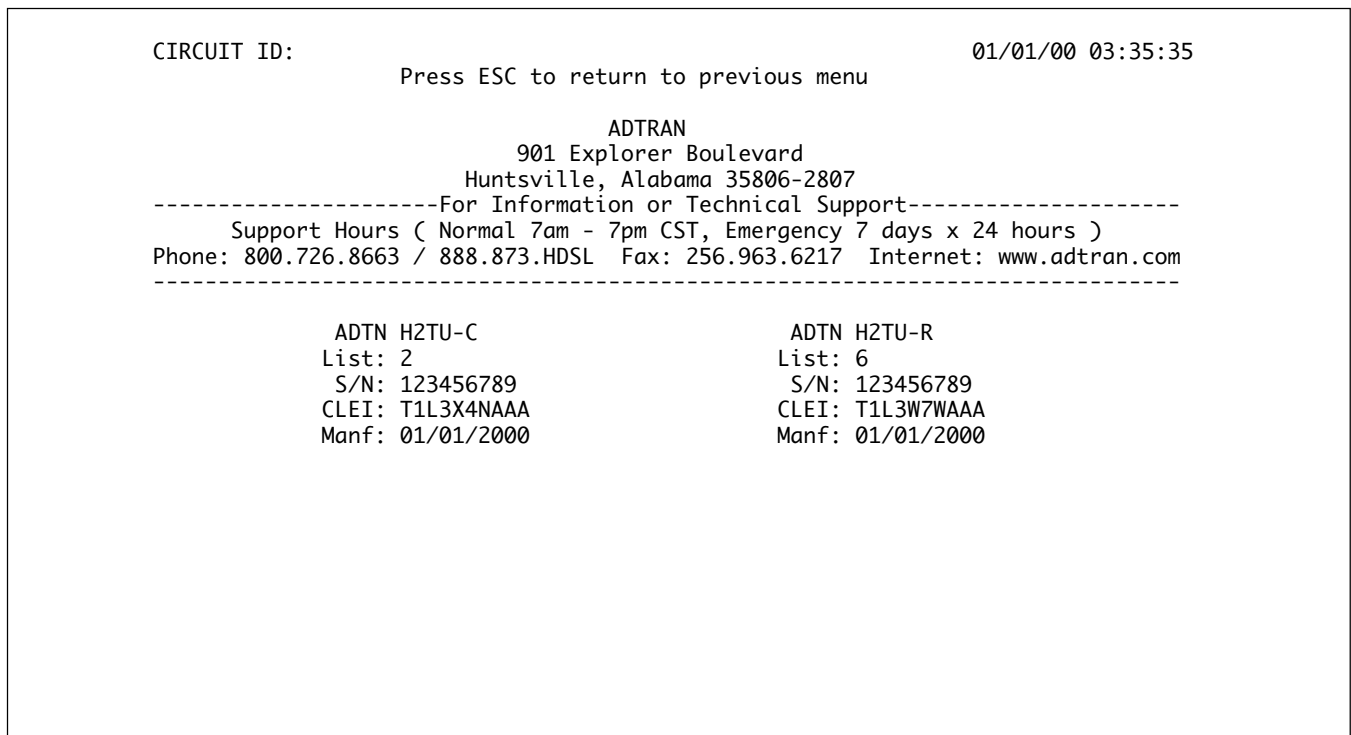 CIRCUIT ID: 01/01/00 03:35:35
Press ESC to return to previous menu
ADTRAN
901 Explorer Boulevard
Huntsville, Alabama 35806-2807
----------------------For Information or Technical Support---------------------
Support Hours ( Normal 7am - 7pm CST, Emergency 7 days x 24 hours )
Phone: 800.726.8663 / 888.873.HDSL Fax: 256.963.6217 Internet: www.adtran.com
-------------------------------------------------------------------------------
ADTN H2TU-C ADTN H2TU-R
List: 2 List: 6
S/N: 123456789 S/N: 123456789
CLEI: T1L3X4NAAA CLEI: T1L3W7WAAA
Manf: 01/01/2000 Manf: 01/01/2000